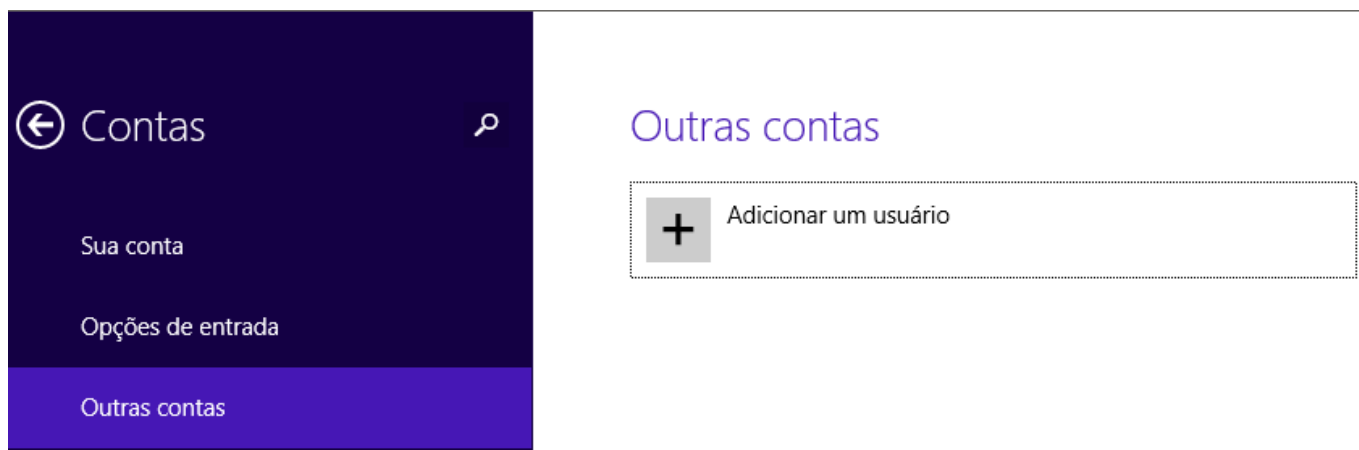 Contas
Sua conta
Opções de entrada
Outras contas
Outras contas
Adicionar um usuário